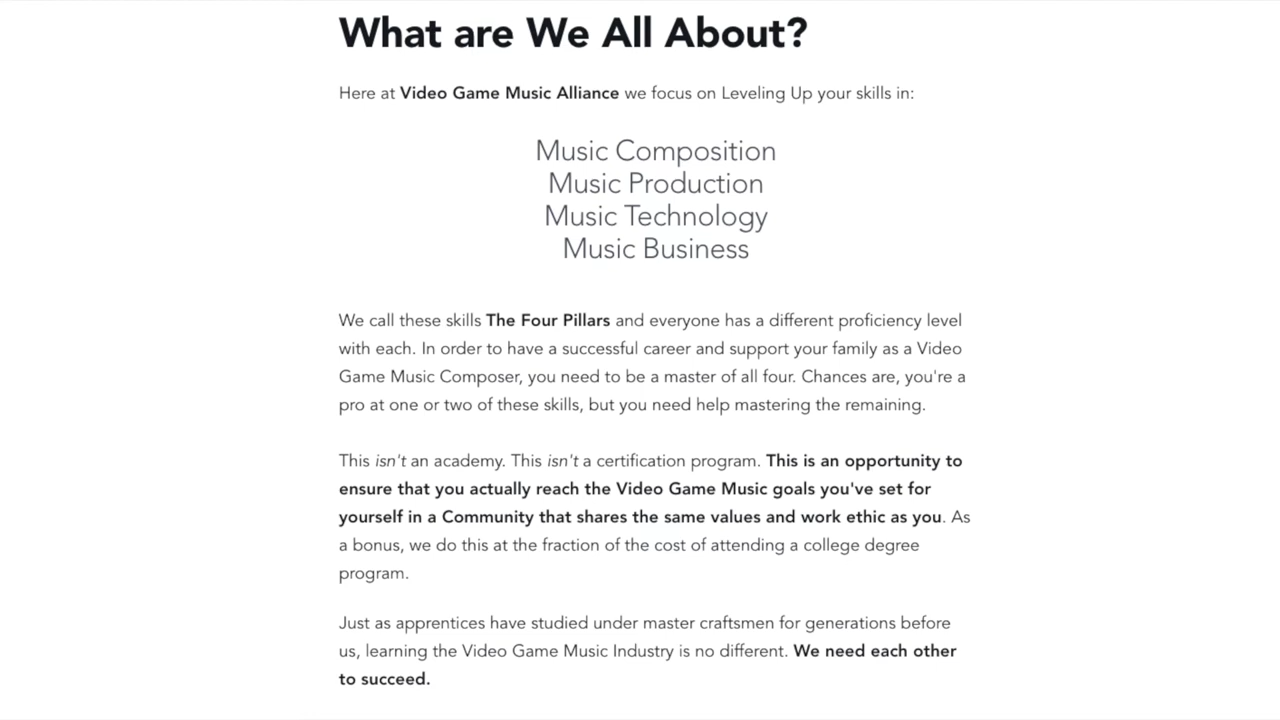 What are We All About?
Here at Video Game Music Alliance we focus on Leveling Up your skills in:
Music Composition
Music Production
Music Technology
Music Business
We call these skills The Four Pillars and everyone has a different proficiency level
with each. In order to have a successful career and support your family as a Video
Game Music Composer, you need to be a master of all four. Chances are, you're a
pro at one or two of these skills, but you need help mastering the remaining.
This isn't an academy. This isn't a certification program. This is an opportunity to
ensure that you actually reach the Video Game Music goals you've set for
yourself in a Community that shares the same values and work ethic as you. As
a bonus, we do this at the fraction of the cost of attending a college degree
program.
Just as apprentices have studied under master craftsmen for generations before
us, learning the Video Game Music Industry is no different. We need each other
to succeed.